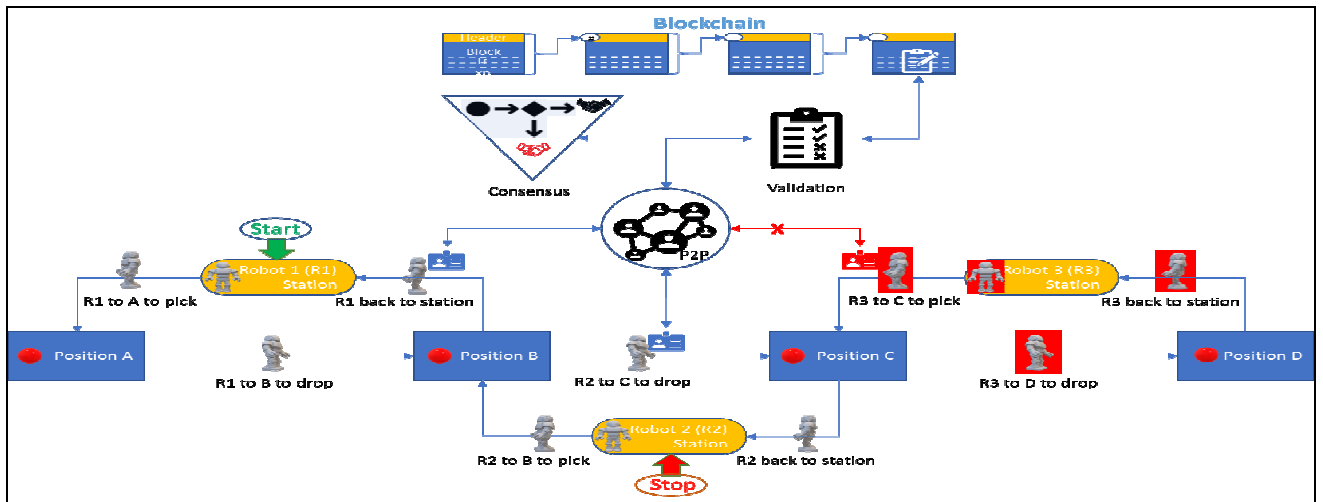 Blockchain
Header
Block
#
Consensus
Validation
P2P
Start
Robot 1 (R1)
Station
R1 to A to pick
R1 back to station
R3 to C to pick
Robot 3 (R3)
Station
R3 back to station
Position A
R1 to B to drop
Position B
R2 to C to drop
Position C
R3 to D to drop
Position D
Robot 2 (R2)
Station
R2 to B to pick
R2 back to station
Stop